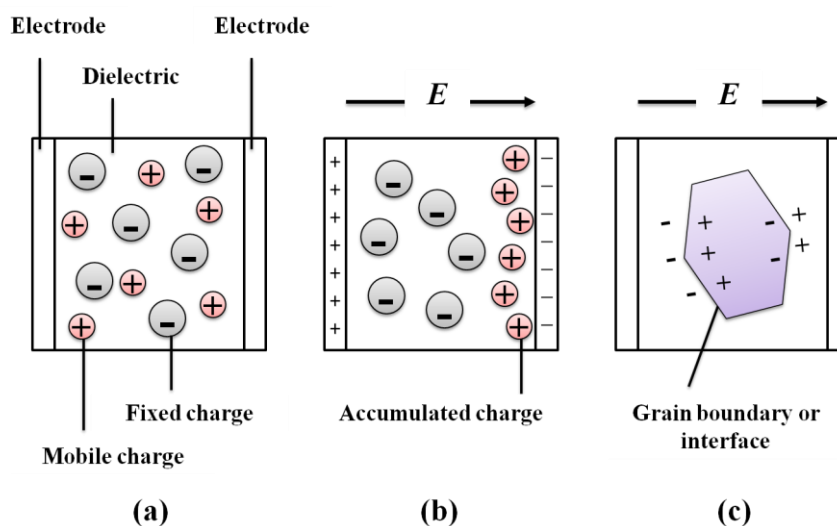 Electrode
Electrode
Dielectric
E
E
Fixed charge
Mobile charge
Accumulated charge
Grain boundary or
interface
(a)
(b)
(c)